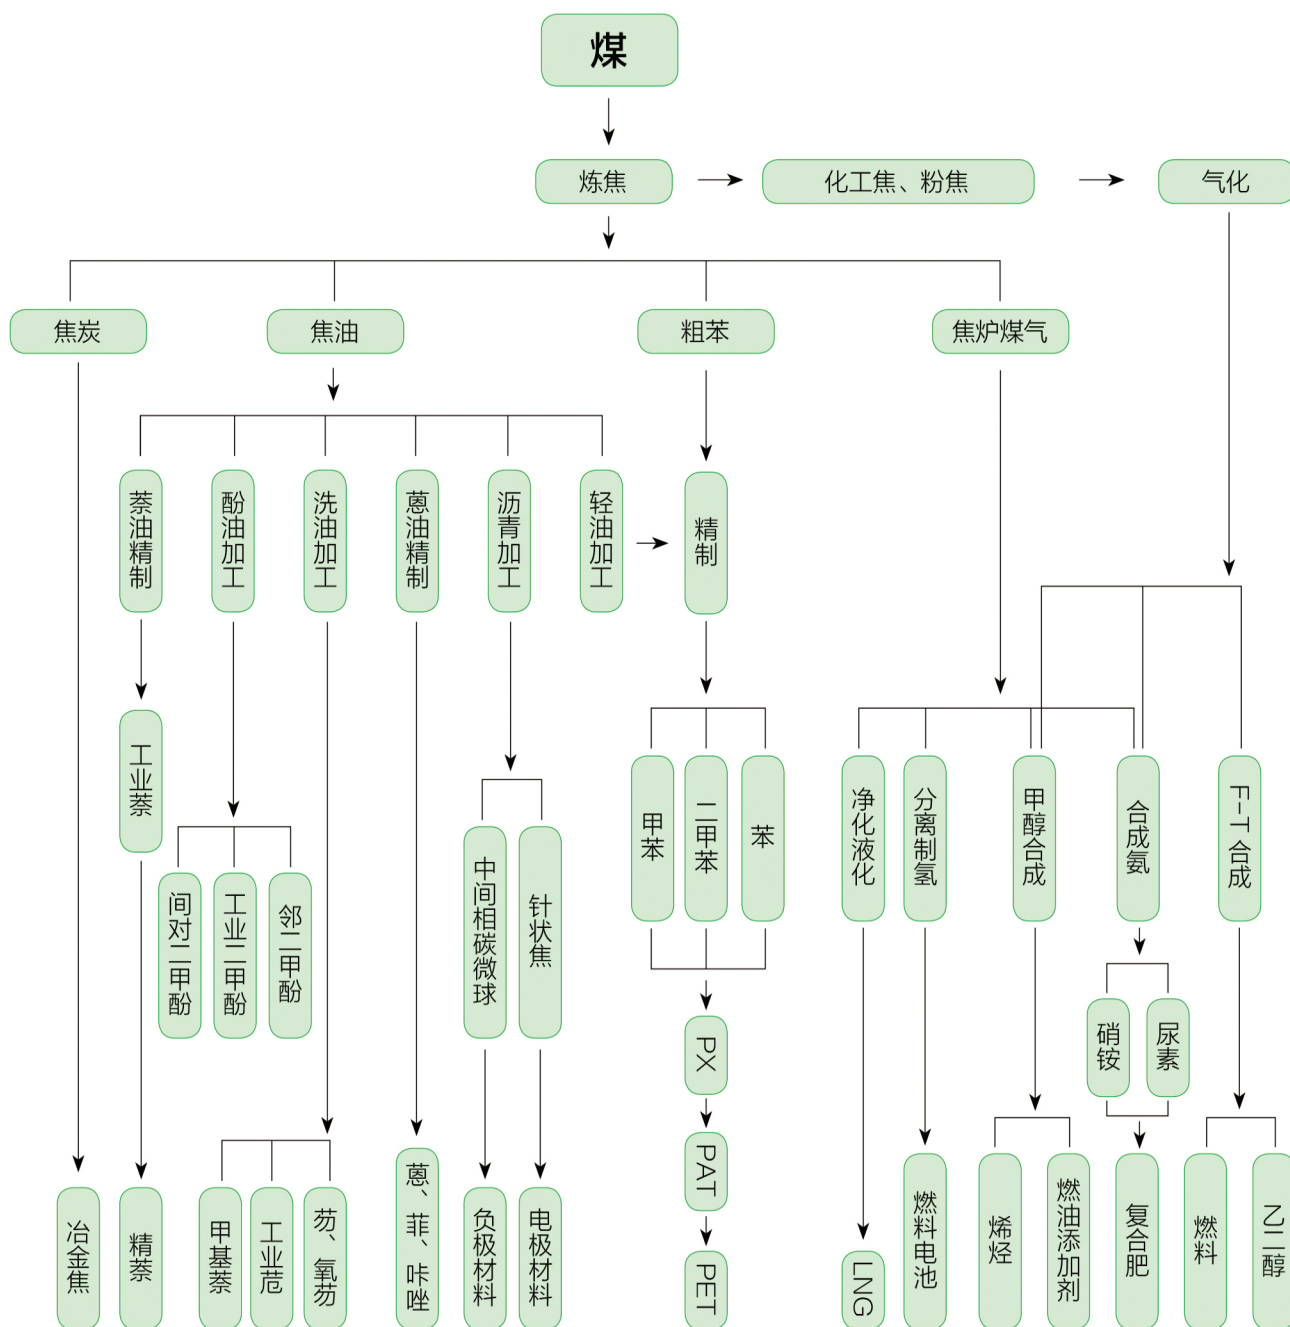 煤
炼焦
化工焦、粉焦
气化
焦炭
焦油
粗苯
焦炉煤气
萘油精制
酚油加工
洗油加工
蒽油精制
沥青加工
轻油加工
精制
工业萘
间对二甲酚
工业二甲酚
邻二甲酚
中间相碳微球
针状焦
甲苯
二甲苯
苯
净化液化
分离制氢
甲醇合成
合成氨
F-T 合成
PX
硝铵
尿素
PAT
冶金焦
精萘
甲基萘
工业苊
芴、氧芴
蒽、菲、咔唑
负极材料
电极材料
PET
LNG
燃料电池
烯烃
燃油添加剂
复合肥
燃料
乙二醇